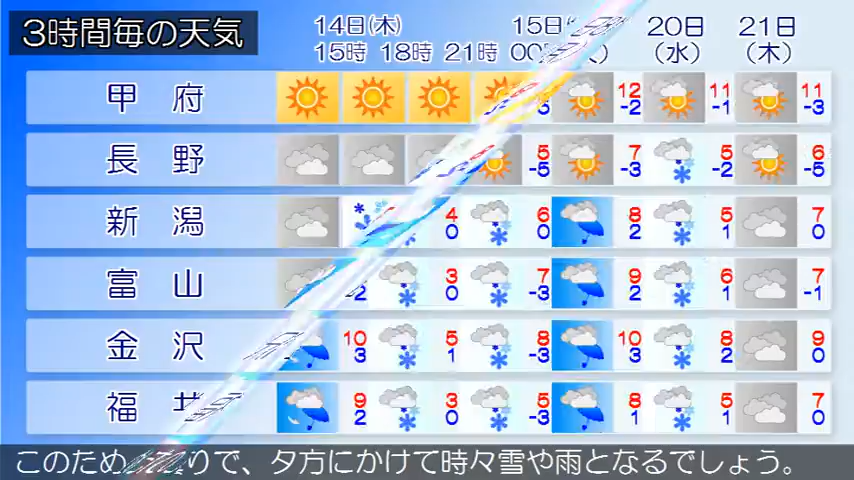 3時間毎の天気
14日(木) 15日 20日 21日
15時 18時 21時 00 (水) (木)
甲府 12 -2 11 -1 11 -3
長野 5 -5 7 -3 5 -2 6 -5
新潟 4 0 6 0 8 2 5 1 7 0
富山 3 0 7 -3 9 2 6 1 7 -1
金沢 10 3 5 1 8 -3 10 3 8 2 9 0
福井 9 2 3 0 5 -3 8 1 5 1 7 0
このため りで、夕方にかけて時々雪や雨となるでしょう。